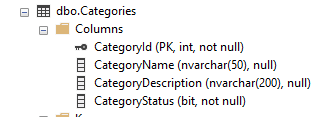 dbo.Categories
Columns
CategoryId (PK, int, not null)
CategoryName (nvarchar(50), null)
CategoryDescription (nvarchar(200), null)
CategoryStatus (bit, not null)